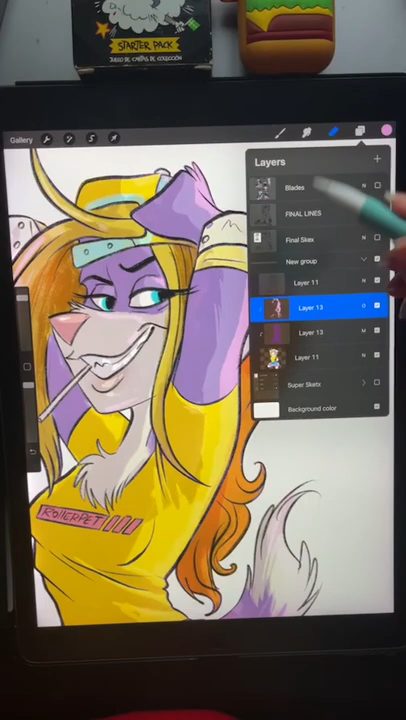 STARTER PACK
JUEGO DE CARTAS DE COLECCIÓN
Gallery
Layers
Blades
N
FINAL LINES
Final Skex
N
New group
Layer 11
N
Layer 13
O
Layer 13
M
Layer 11
N
Super Sketx
Background color
ROLLERPET